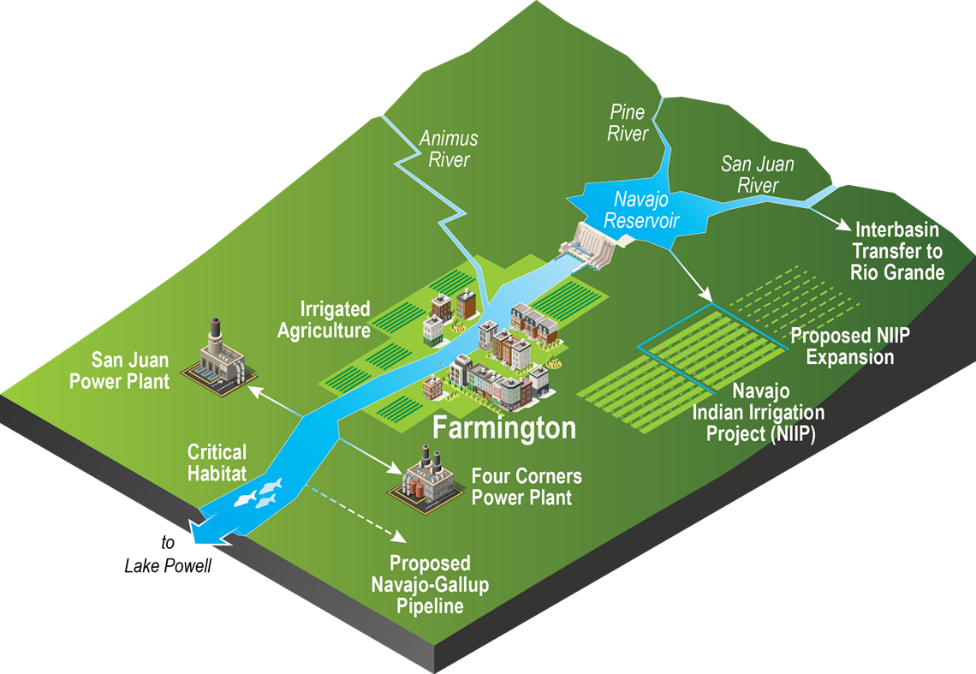 Animus
River
Pine
River
San Juan
River
Navajo
Reservoir
Interbasin
Transfer to
Rio Grande
Irrigated
Agriculture
San Juan
Power Plant
Proposed NIIP
Expansion
Navajo
Indian Irrigation
Project (NIIP)
Farmington
Critical
Habitat
Four Corners
Power Plant
to
Lake Powell
Proposed
Navajo-Gallup
Pipeline